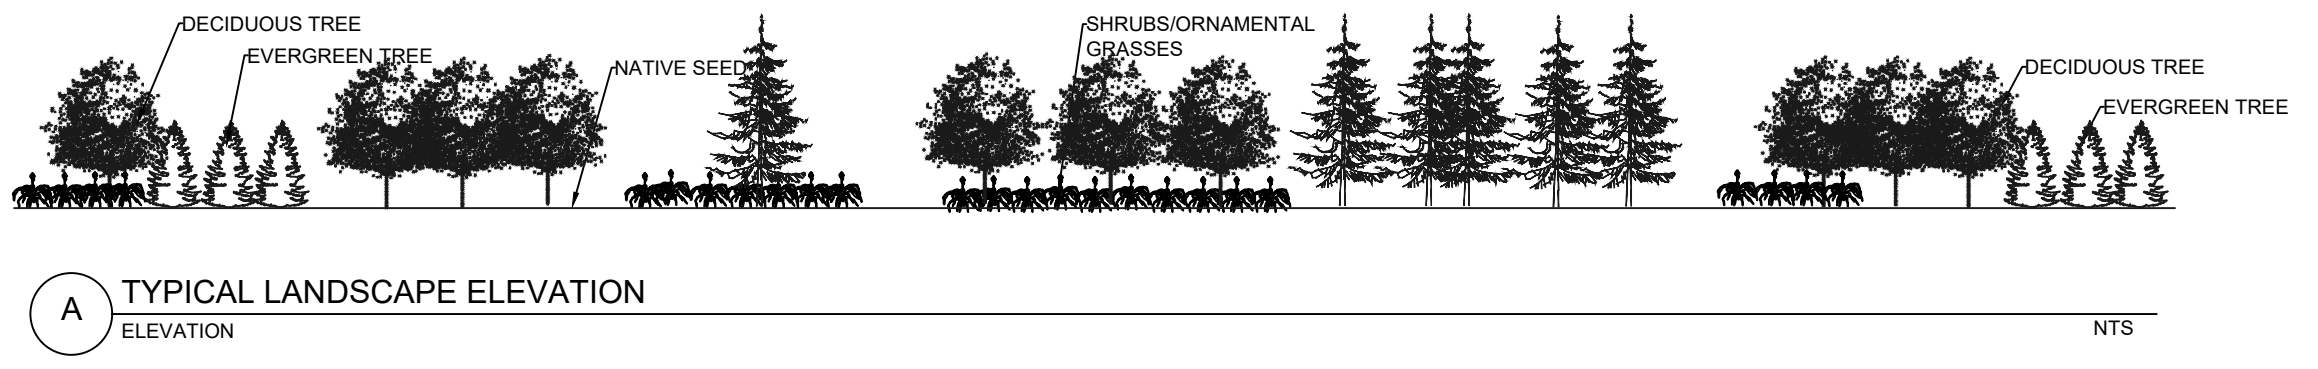 DECIDUOUS TREE
EVERGREEN TREE
NATIVE SEED
SHRUBS/ORNAMENTAL
GRASSES
DECIDUOUS TREE
EVERGREEN TREE
A
TYPICAL LANDSCAPE ELEVATION
ELEVATION
NTS